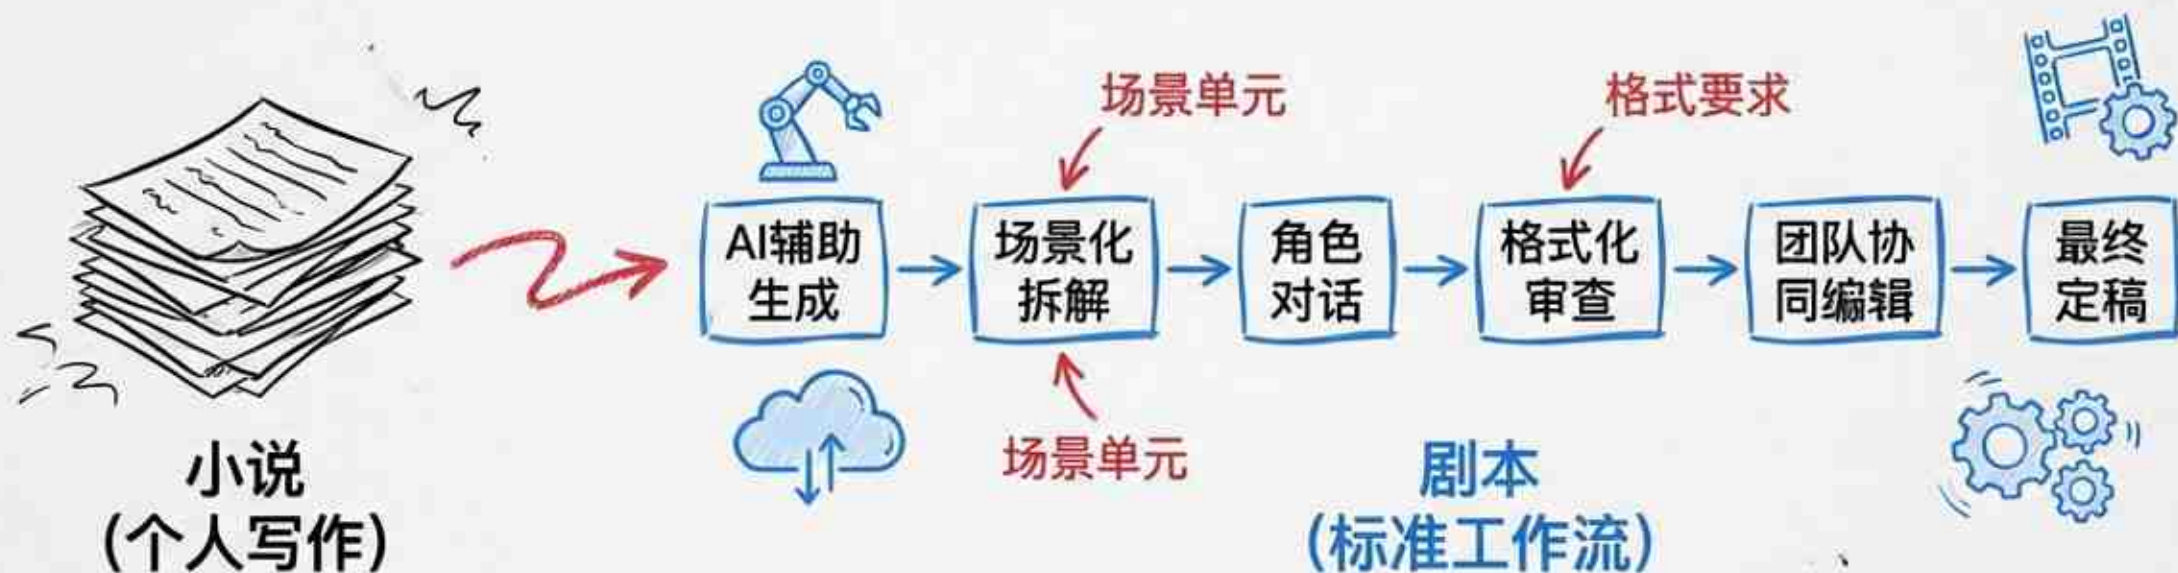 场景单元
格式要求
AI辅助
生成
场景化
拆解
角色
对话
格式化
审查
团队协
同编辑
最终
定稿
场景单元
小说
(个人写作)
剧本
(标准工作流)